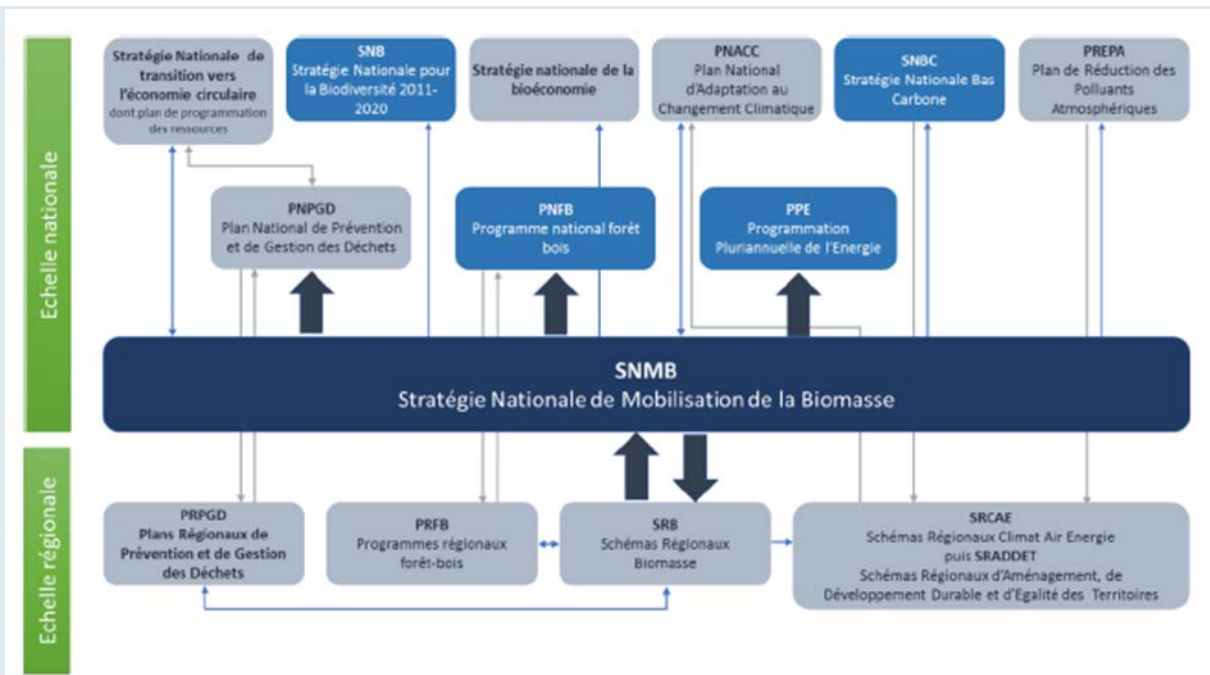 Echelle nationale
Stratégie Nationale de
transition vers
l'économie circulaire
dont plan de programmation
des ressources
SNB
Stratégie Nationale pour
la Biodiversité 2011-
2020
Stratégie nationale de la
bioéconomie
PNACC
Plan National
d'Adaptation au
Changement Climatique
SNBC
Stratégie Nationale Bas
Carbone
PREPA
Plan de Réduction des
Polluants
Atmosphériques
PNPGD
Plan National de Prévention
et de Gestion des Déchets
PNFB
Programme national forêt
bois
PPE
Programmation
Pluriannuelle de l'Energie
SNMB
Stratégie Nationale de Mobilisation de la Biomasse
Echelle régionale
PRPGD
Plans Régionaux de
Prévention et de Gestion
des Déchets
PRFB
Programmes régionaux
forêt-bois
SRB
Schémas Régionaux
Biomasse
SRCAE
Schémas Régionaux Climat Air Energie
puis SRADDET
Schémas Régionaux d'Aménagement, de
Développement Durable et d'Egalité des Territoires